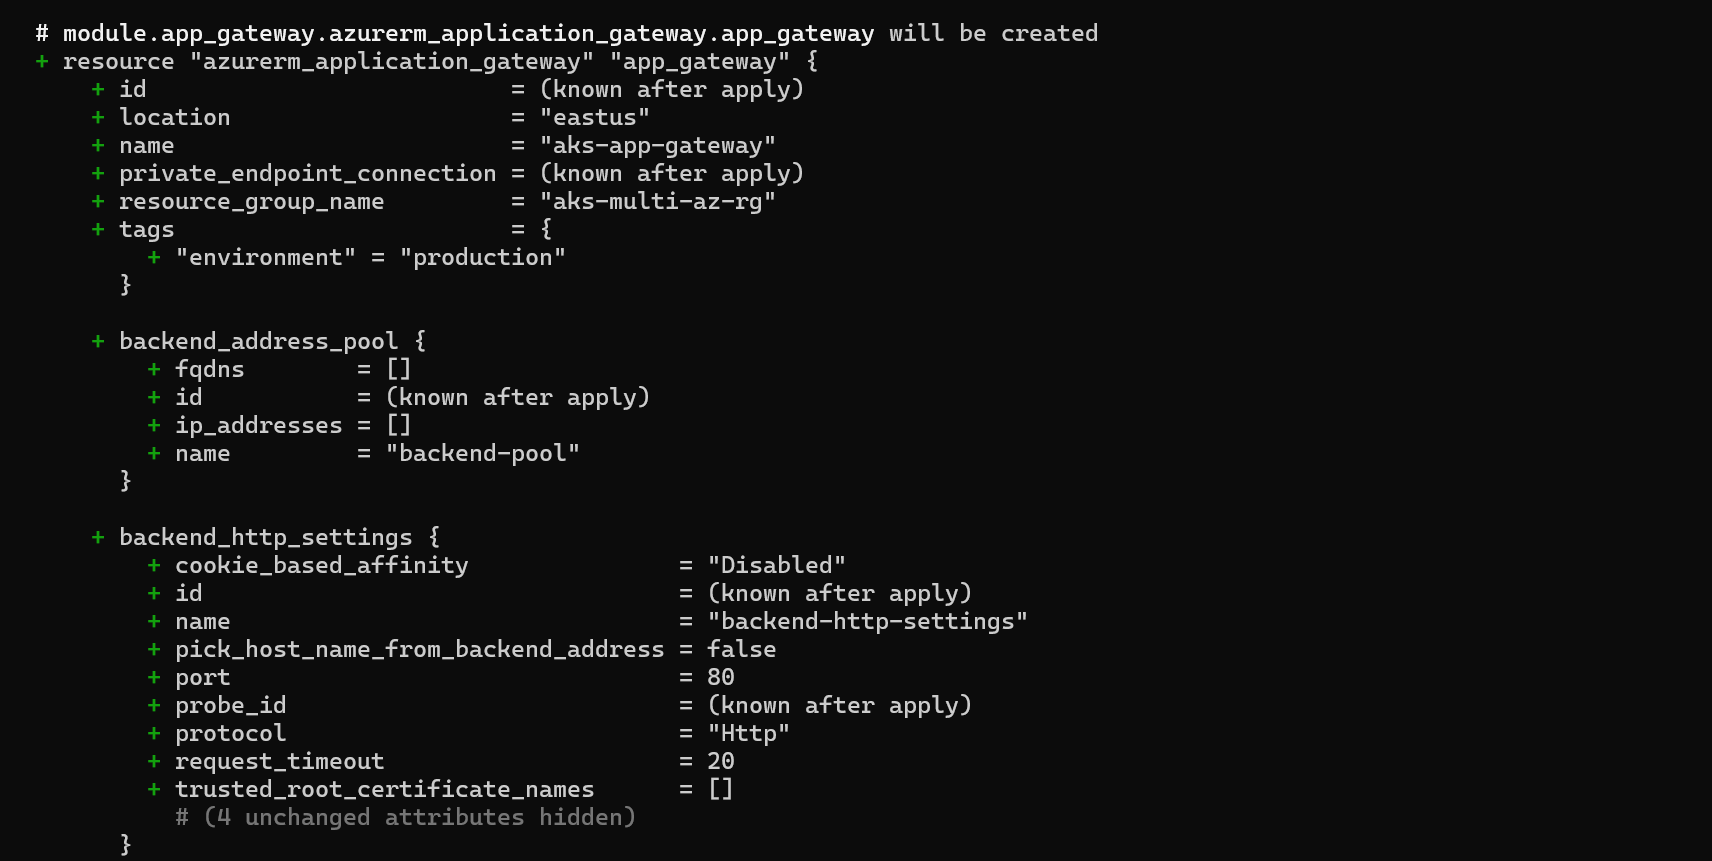 # module.app_gateway.azurerm_application_gateway.app_gateway will be created
+ resource "azurerm_application_gateway" "app_gateway" {
+ id = (known after apply)
+ location = "eastus"
+ name = "aks-app-gateway"
+ private_endpoint_connection = (known after apply)
+ resource_group_name = "aks-multi-az-rg"
+ tags = {
+ "environment" = "production"
}
+ backend_address_pool {
+ fqdns = []
+ id = (known after apply)
+ ip_addresses = []
+ name = "backend-pool"
}
+ backend_http_settings {
+ cookie_based_affinity = "Disabled"
+ id = (known after apply)
+ name = "backend-http-settings"
+ pick_host_name_from_backend_address = false
+ port = 80
+ probe_id = (known after apply)
+ protocol = "Http"
+ request_timeout = 20
+ trusted_root_certificate_names = []
# (4 unchanged attributes hidden)
}